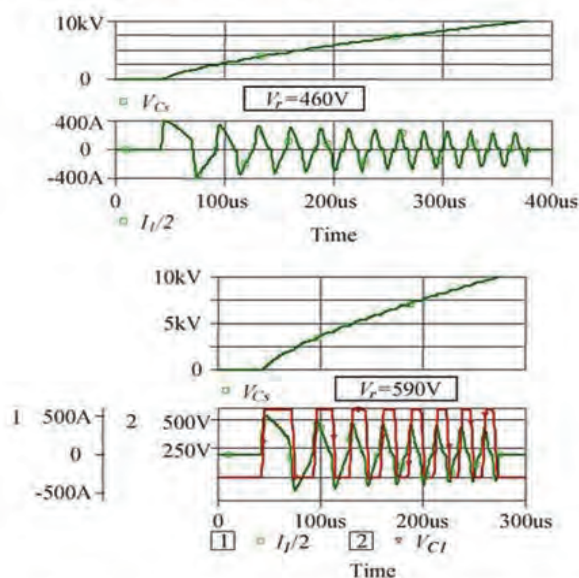 10kV
0
V_Cs
V_r=460V
400A
0
-400A
0 100us 200us 300us 400us
I_1/2
Time
10kV
5kV
0
V_Cs
V_r=590V
1 500A 2 500V
0 250V
-500A
0 100us 200us 300us
1 I_1/2 2 V_C1
Time